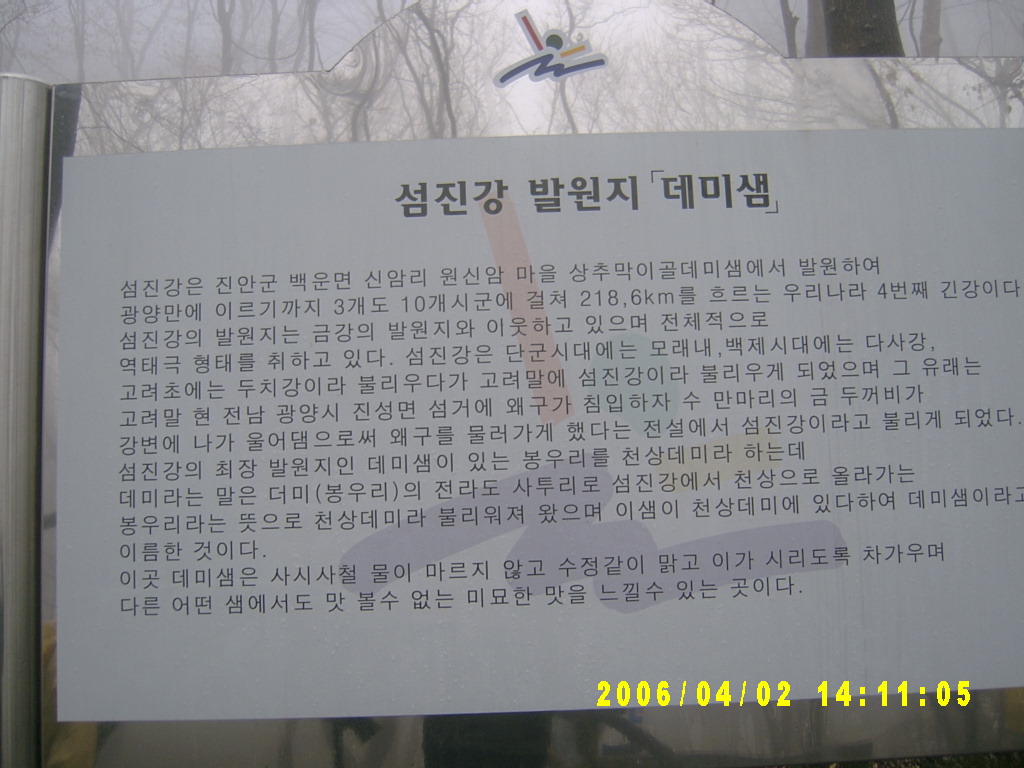 섬진강 발원지 「데미샘」
섬진강은 진안군 백운면 신암리 원신암 마을 상추막이골데미샘에서 발원하여
광양만에 이르기까지 3개도 10개시군에 걸쳐 218,6km를 흐르는 우리나라 4번째 긴강이다
섬진강의 발원지는 금강의 발원지와 이웃하고 있으며 전체적으로
역태극 형태를 취하고 있다. 섬진강은 단군시대에는 모래내,백제시대에는 다사강,
고려초에는 두치강이라 불리우다가 고려말에 섬진강이라 불리우게 되었으며 그 유래는
고려말 현 전남 광양시 진성면 섬거에 왜구가 침입하자 수 만마리의 금 두꺼비가
강변에 나가 울어댐으로써 왜구를 물러가게 했다는 전설에서 섬진강이라고 불리게 되었다.
섬진강의 최장 발원지인 데미샘이 있는 봉우리를 천상데미라 하는데
데미라는 말은 더미(봉우리)의 전라도 사투리로 섬진강에서 천상으로 올라가는
봉우리라는 뜻으로 천상데미라 불리워져 왔으며 이샘이 천상데미에 있다하여 데미샘이라고
이름한 것이다.
이곳 데미샘은 사시사철 물이 마르지 않고 수정같이 맑고 이가 시리도록 차가우며
다른 어떤 샘에서도 맛 볼수 없는 미묘한 맛을 느낄수 있는 곳이다.
2006/04/02 14:11:05